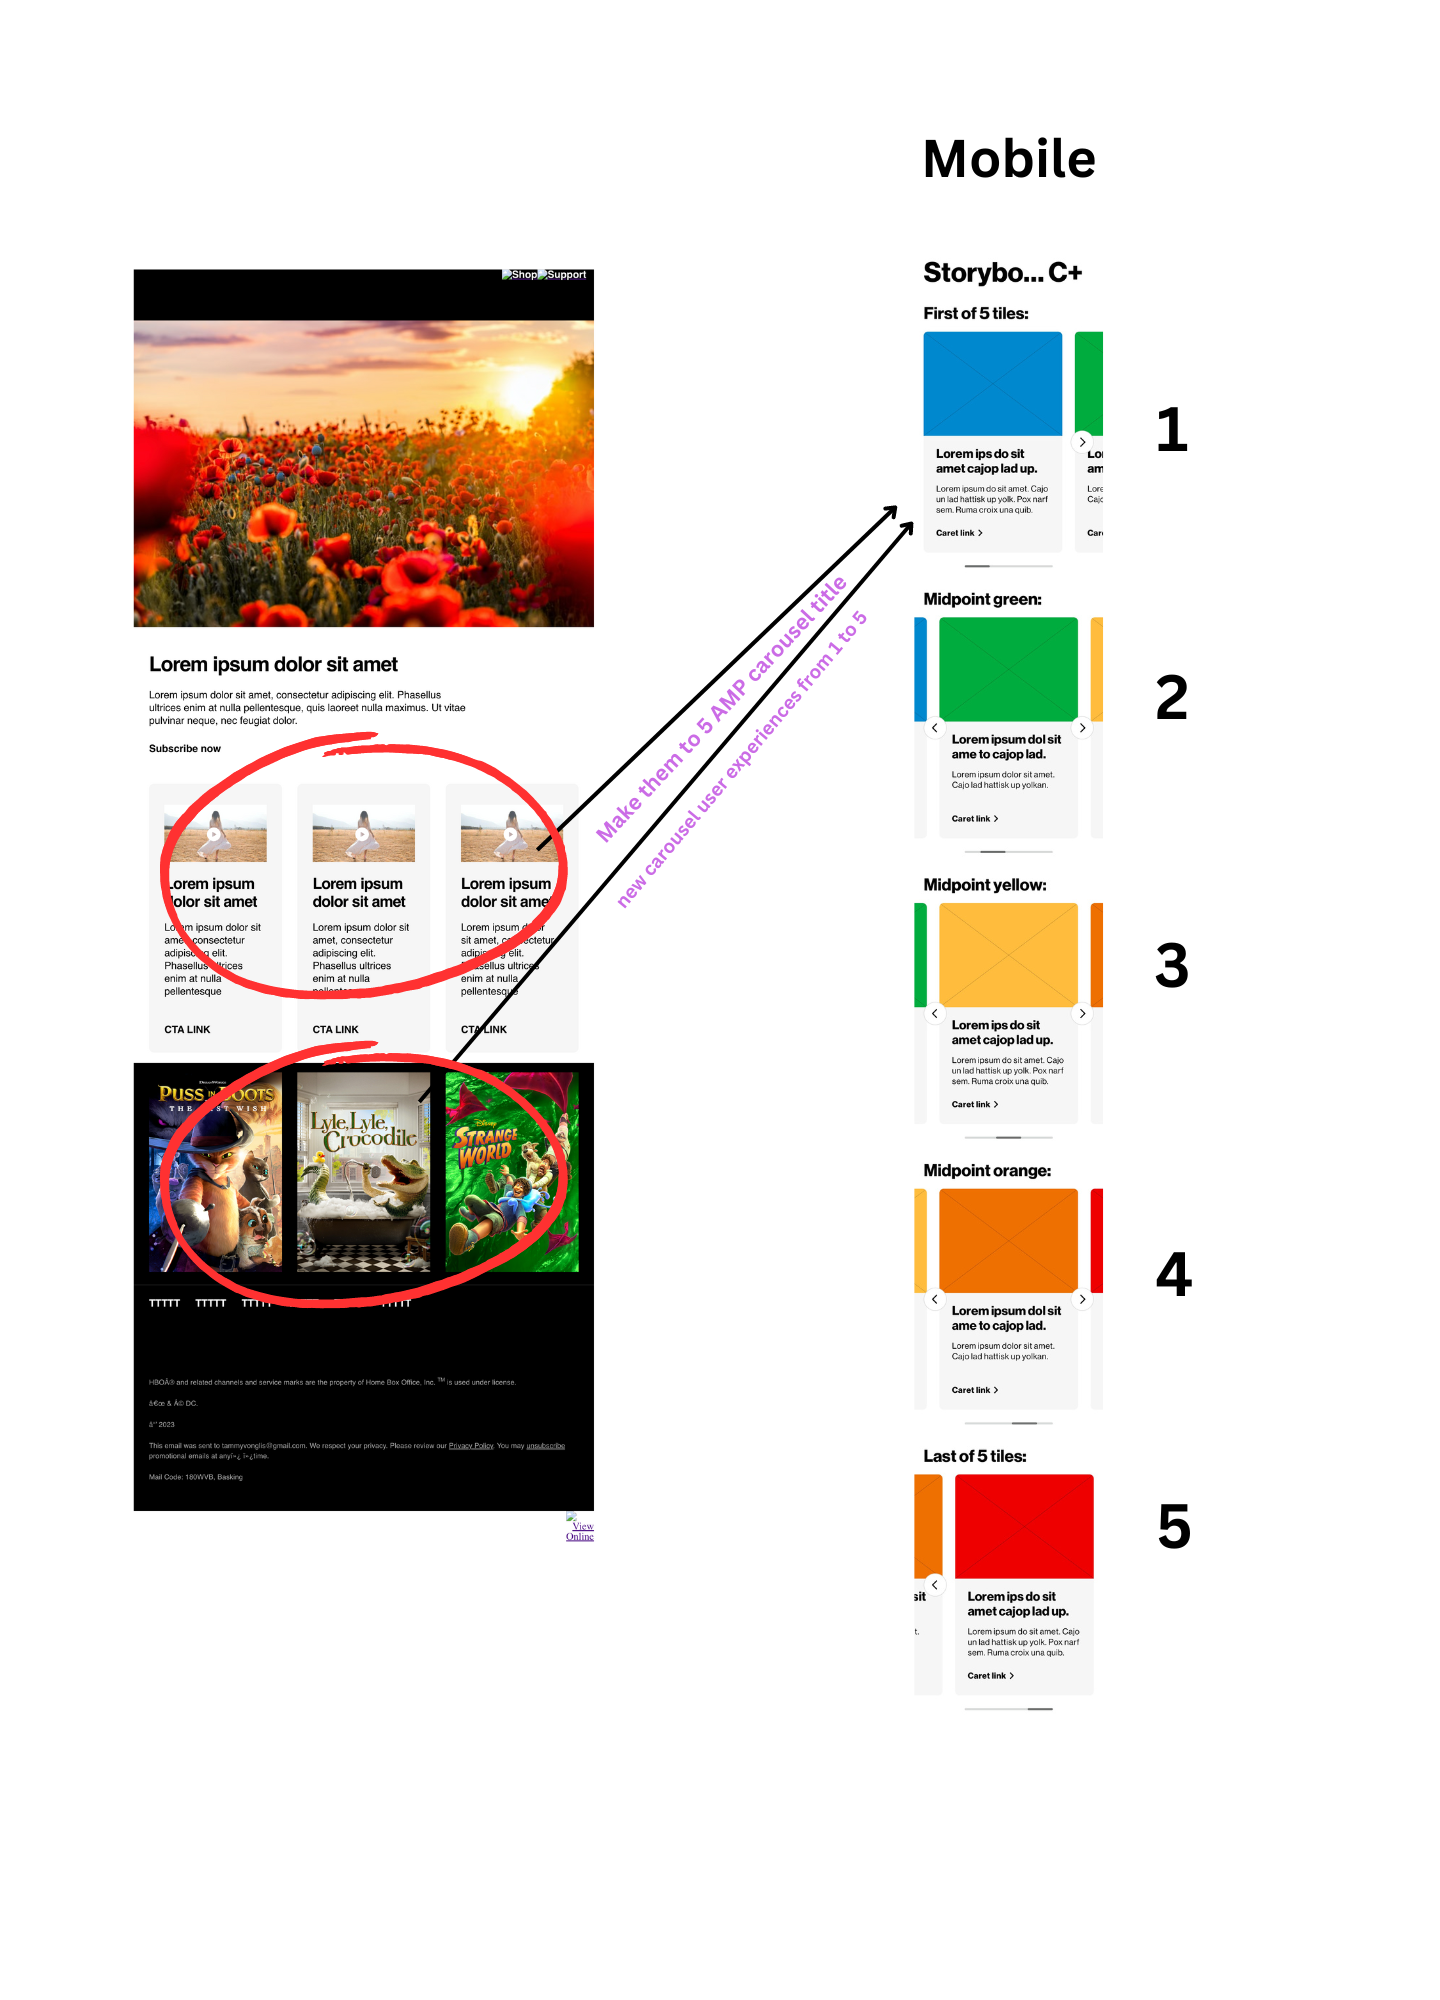 Mobile
Shop Support
Lorem ipsum dolor sit amet
Lorem ipsum dolor sit amet, consectetur adipiscing elit. Phasellus
ultrices enim at nulla pellentesque, quis laoreet nulla maximus. Ut vitae
pulvinar neque, nec feugiat dolor.
Subscribe now
Lorem ipsum
dolor sit amet
Lorem ipsum dolor sit
amet, consectetur
adipiscing elit.
Phasellus ultrices
enim at nulla
pellentesque
CTA LINK
Lorem ipsum
dolor sit amet
Lorem ipsum dolor sit
amet, consectetur
adipiscing elit.
Phasellus ultrices
enim at nulla
pellentesque
CTA LINK
Lorem ipsum
dolor sit amet
Lorem ipsum dolor
sit amet, consectetur
adipiscing elit.
Phasellus ultrices
enim at nulla
pellentesque
CTA LINK
DreamWorks
PUSS IN BOOTS
THE LAST WISH
Lyle, Lyle,
Crocodile
Disney
STRANGE
WORLD
TTTTT TTTTT TTTTT
HBOÂ® and related channels and service marks are the property of Home Box Office, Inc. TM is used under license.
â€œ & Â© DC.
2023
This email was sent to tammyvonglis@gmail.com. We respect your privacy. Please review our Privacy Policy. You may unsubscribe
promotional emails at anyï»¿ ï»¿time.
Mail Code: 180WVB, Basking
View
Online
Make them to 5 AMP carousel title
new carousel user experiences from 1 to 5
Storybo... C+
First of 5 tiles:
Lorem ips do sit
amet cajop lad up.
Lorem ipsum do sit amet. Cajo
un lad hattisk up yolk. Pox narf
sem. Ruma croix una quib.
Caret link
Lor
am
Lore
Cajo
Care
1
Midpoint green:
Lorem ipsum dol sit
ame to cajop lad.
Lorem ipsum dolor sit amet.
Cajo lad hattisk up yolkan.
Caret link
2
Midpoint yellow:
Lorem ips do sit
amet cajop lad up.
Lorem ipsum do sit amet. Cajo
un lad hattisk up yolk. Pox narf
sem. Ruma croix una quib.
Caret link
3
Midpoint orange:
Lorem ipsum dol sit
ame to cajop lad.
Lorem ipsum dolor sit amet.
Cajo lad hattisk up yolkan.
Caret link
4
Last of 5 tiles:
sit
t.
Lorem ips do sit
amet cajop lad up.
Lorem ipsum do sit amet. Cajo
un lad hattisk up yolk. Pox narf
sem. Ruma croix una quib.
Caret link
5